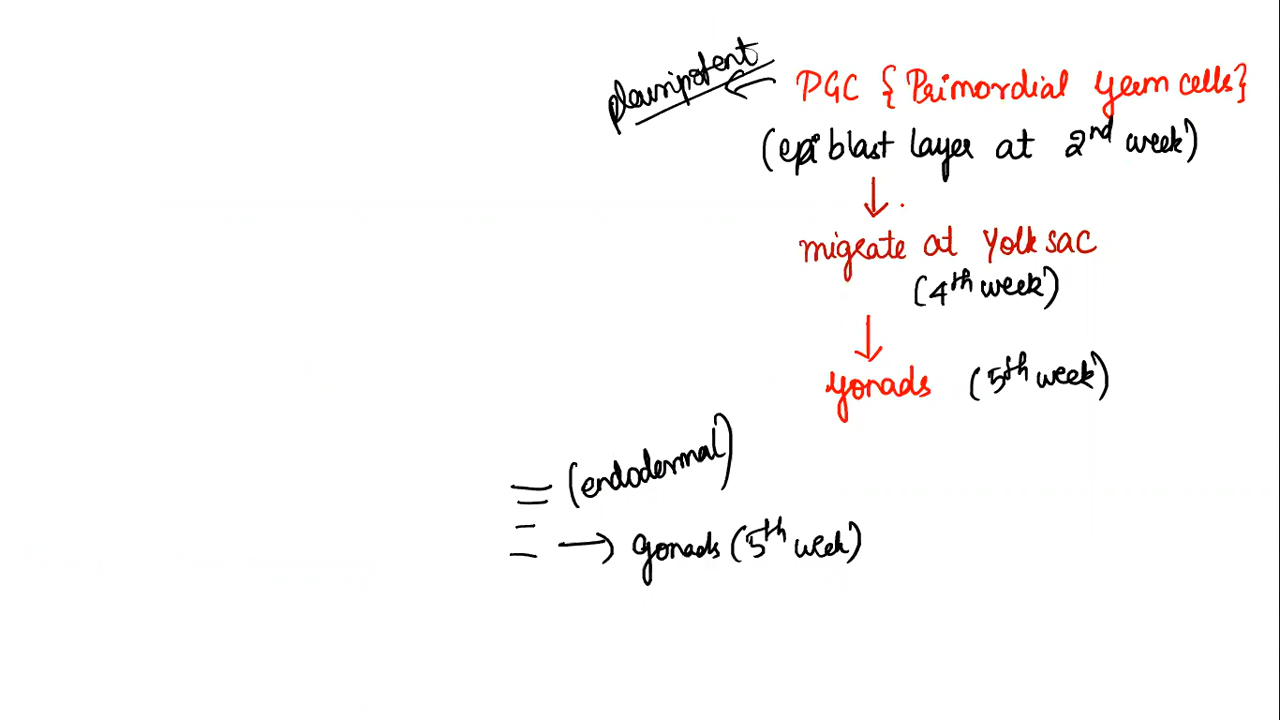 plauripotent
PGC {Primordial germ cells}
(epiblast layer at 2nd week)
migrate at Yolk sac
(4th week)
gonads (5th week)
(endodermal)
→ gonads (5th week)